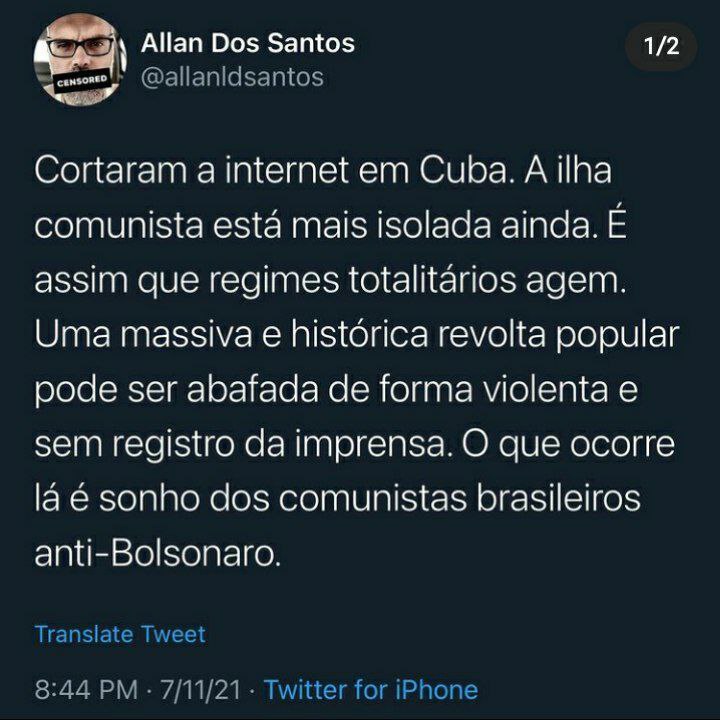 Allan Dos Santos
1/2
@allanldsantos
CENSORED
Cortaram a internet em Cuba. A ilha
comunista está mais isolada ainda. É
assim que regimes totalitários agem.
Uma massiva e histórica revolta popular
pode ser abafada de forma violenta e
sem registro da imprensa. O que ocorre
lá é sonho dos comunistas brasileiros
anti-Bolsonaro.
Translate Tweet
8:44 PM · 7/11/21 · Twitter for iPhone